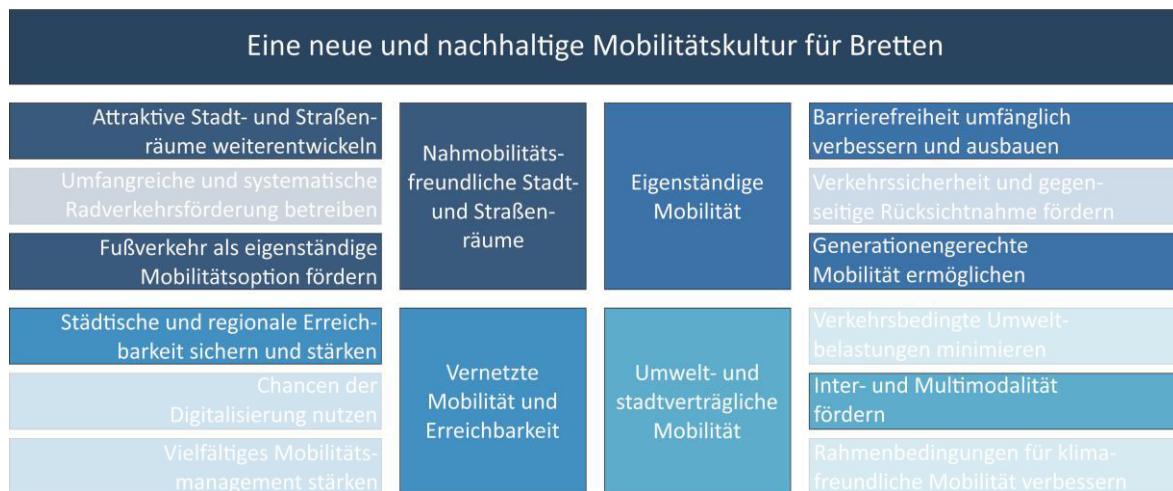 Eine neue und nachhaltige Mobilitätskultur für Bretten
Attraktive Stadt- und Straßen-
räume weiterentwickeln
Umfangreiche und systematische
Radverkehrsförderung betreiben
Fußverkehr als eigenständige
Mobilitätsoption fördern
Nahmobilitäts-
freundliche Stadt-
und Straßen-
räume
Eigenständige
Mobilität
Barrierefreiheit umfänglich
verbessern und ausbauen
Verkehrssicherheit und gegen-
seitige Rücksichtnahme fördern
Generationengerechte
Mobilität ermöglichen
Städtische und regionale Erreich-
barkeit sichern und stärken
Chancen der
Digitalisierung nutzen
Vielfältiges Mobilitäts-
management stärken
Vernetzte
Mobilität und
Erreichbarkeit
Umwelt- und
stadtverträgliche
Mobilität
Verkehrsbedingte Umwelt-
belastungen minimieren
Inter- und Multimodalität
fördern
Rahmenbedingungen für klima-
freundliche Mobilität verbessern